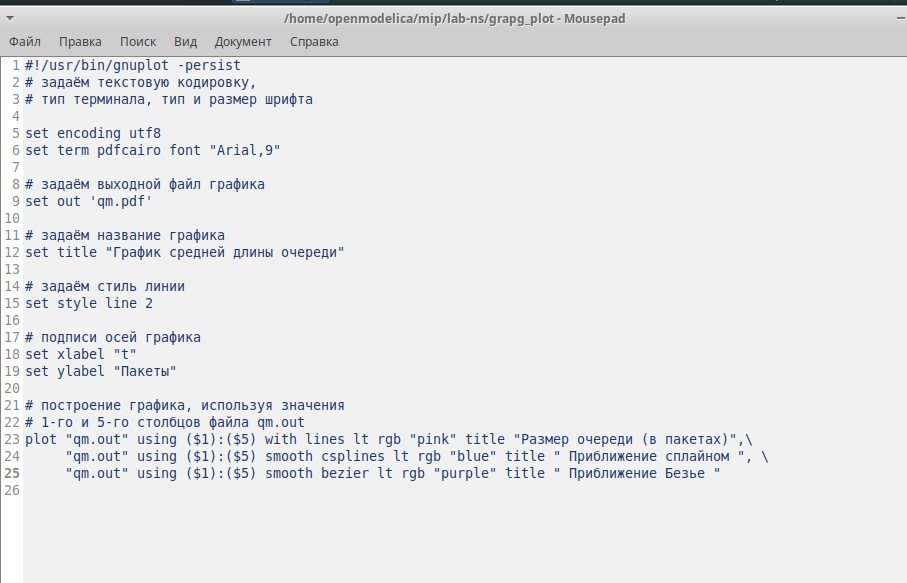 /home/openmodelica/mip/lab-ns/grapg_plot - Mousepad
Файл Правка Поиск Вид Документ Справка
1 #!/usr/bin/gnuplot -persist
2 # задаём текстовую кодировку,
3 # тип терминала, тип и размер шрифта
4
5 set encoding utf8
6 set term pdfcairo font "Arial,9"
7
8 # задаём выходной файл графика
9 set out 'qm.pdf'
10
11 # задаём название графика
12 set title "График средней длины очереди"
13
14 # задаём стиль линии
15 set style line 2
16
17 # подписи осей графика
18 set xlabel "t"
19 set ylabel "Пакеты"
20
21 # построение графика, используя значения
22 # 1-го и 5-го столбцов файла qm.out
23 plot "qm.out" using ($1):($5) with lines lt rgb "pink" title "Размер очереди (в пакетах)",\
24      "qm.out" using ($1):($5) smooth csplines lt rgb "blue" title " Приближение сплайном ", \
25      "qm.out" using ($1):($5) smooth bezier lt rgb "purple" title " Приближение Безье "
26